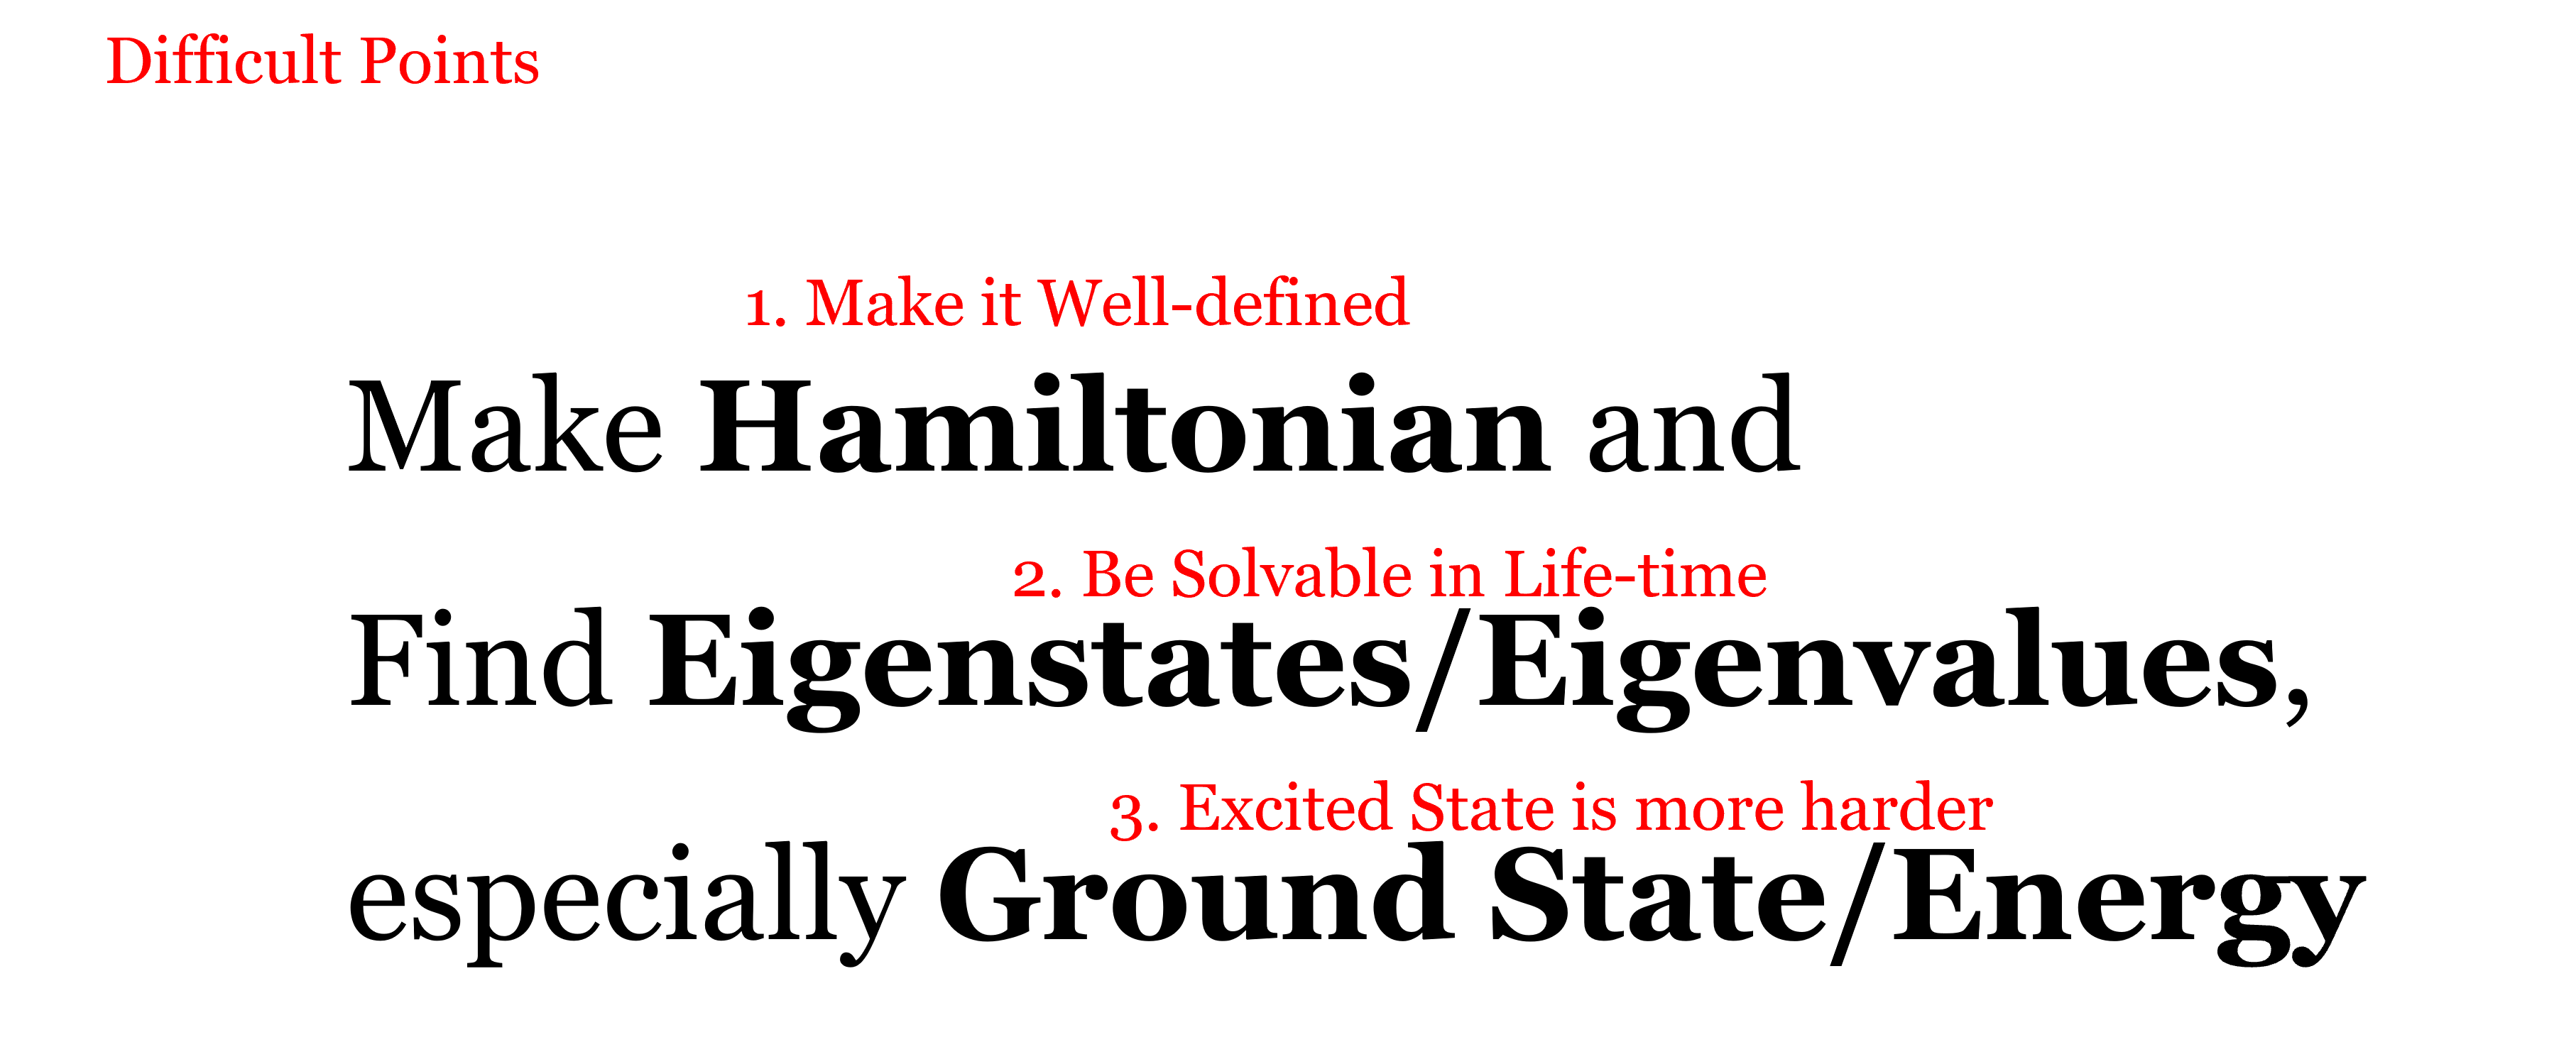 Difficult Points
1. Make it Well-defined
Make Hamiltonian and
2. Be Solvable in Life-time
Find Eigenstates/Eigenvalues,
3. Excited State is more harder
especially Ground State/Energy